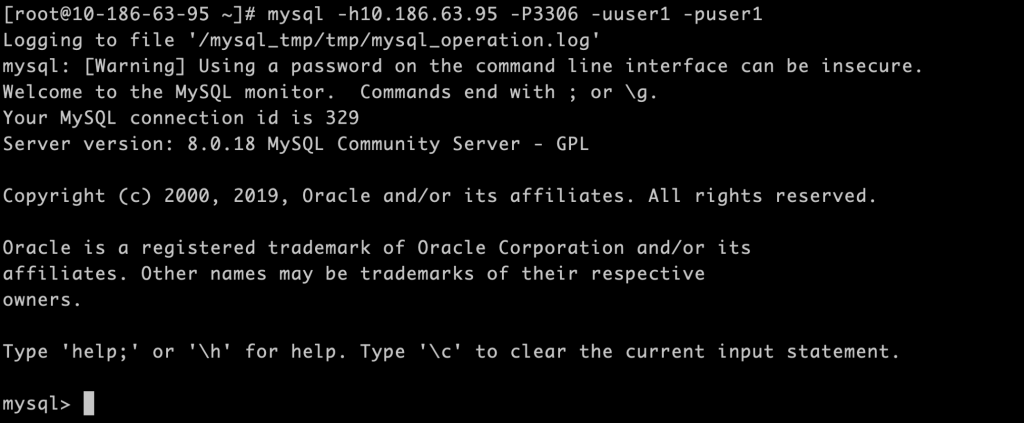 [root@10-186-63-95 ~]# mysql -h10.186.63.95 -P3306 -uuser1 -puser1
Logging to file '/mysql_tmp/tmp/mysql_operation.log'
mysql: [Warning] Using a password on the command line interface can be insecure.
Welcome to the MySQL monitor.  Commands end with ; or \g.
Your MySQL connection id is 329
Server version: 8.0.18 MySQL Community Server - GPL
Copyright (c) 2000, 2019, Oracle and/or its affiliates. All rights reserved.
Oracle is a registered trademark of Oracle Corporation and/or its
affiliates. Other names may be trademarks of their respective
owners.
Type 'help;' or '\h' for help. Type '\c' to clear the current input statement.
mysql>